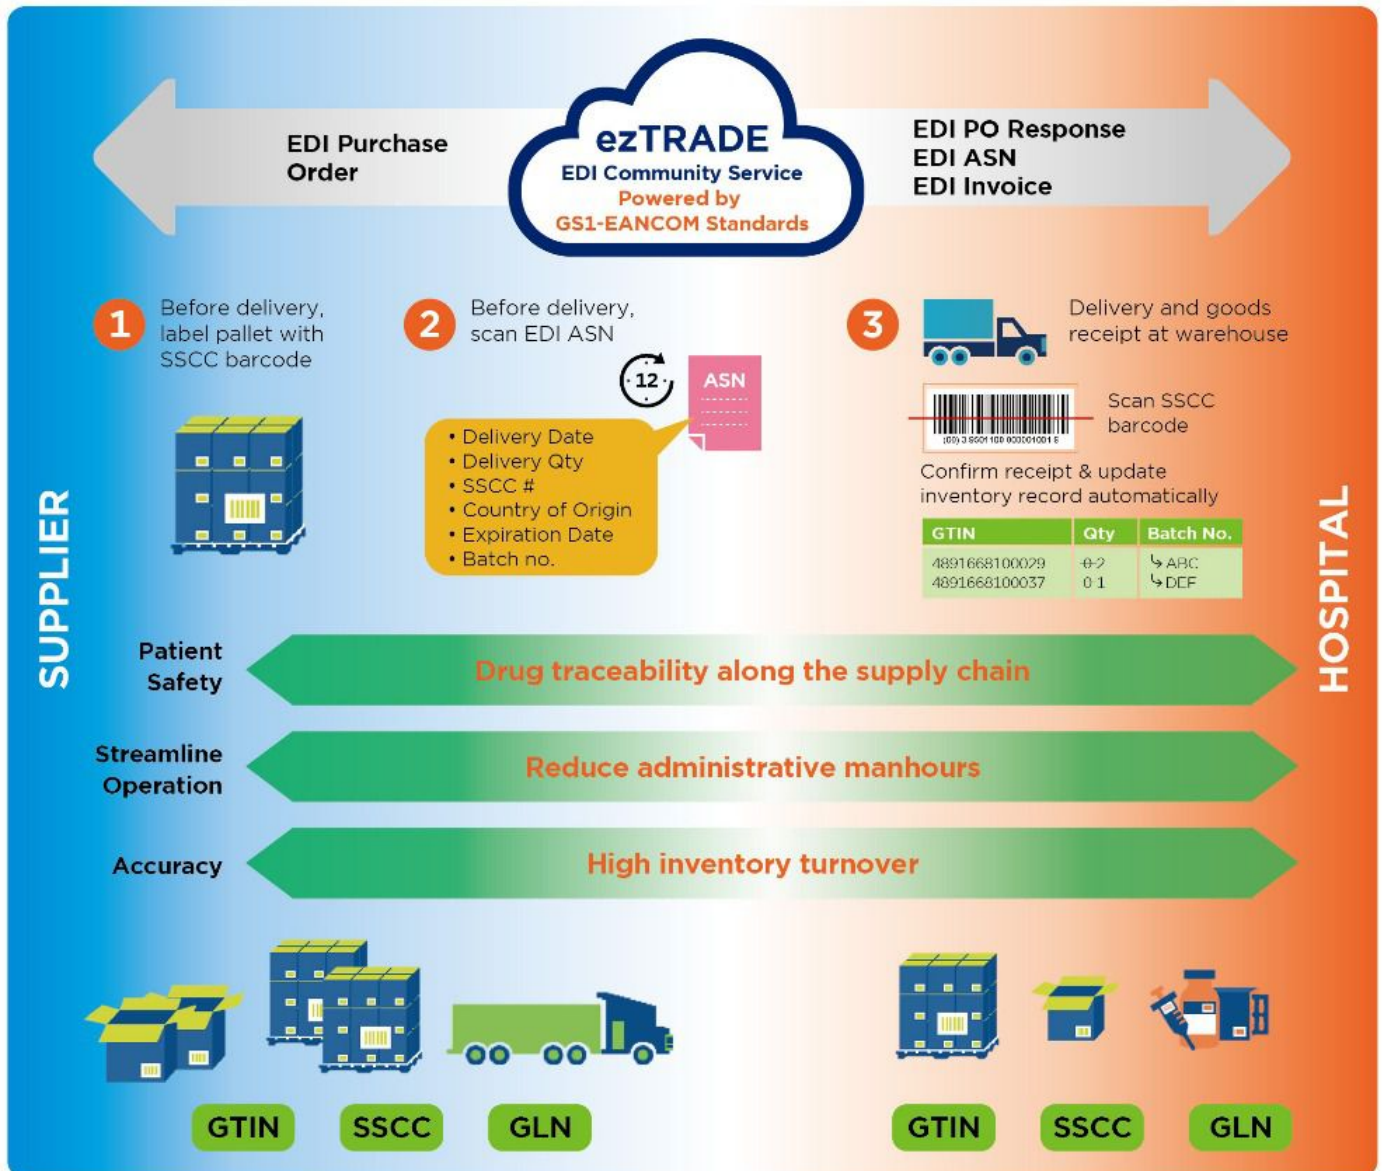 ezTRADE
EDI Community Service
Powered by
GS1-EANCOM Standards
EDI Purchase
Order
EDI PO Response
EDI ASN
EDI Invoice
1
Before delivery,
label pallet with
SSCC barcode
2
Before delivery,
scan EDI ASN
12
ASN
• Delivery Date
• Delivery Qty
• SSCC #
• Country of Origin
• Expiration Date
• Batch no.
3
Delivery and goods
receipt at warehouse
Scan SSCC
barcode
Confirm receipt & update
inventory record automatically
GTIN Qty Batch No.
4891668100029 0 2 ↳ ABC
4891668100037 0 1 ↳ DEF
SUPPLIER
HOSPITAL
Patient
Safety
Drug traceability along the supply chain
Streamline
Operation
Reduce administrative manhours
Accuracy
High inventory turnover
GTIN SSCC GLN
GTIN SSCC GLN